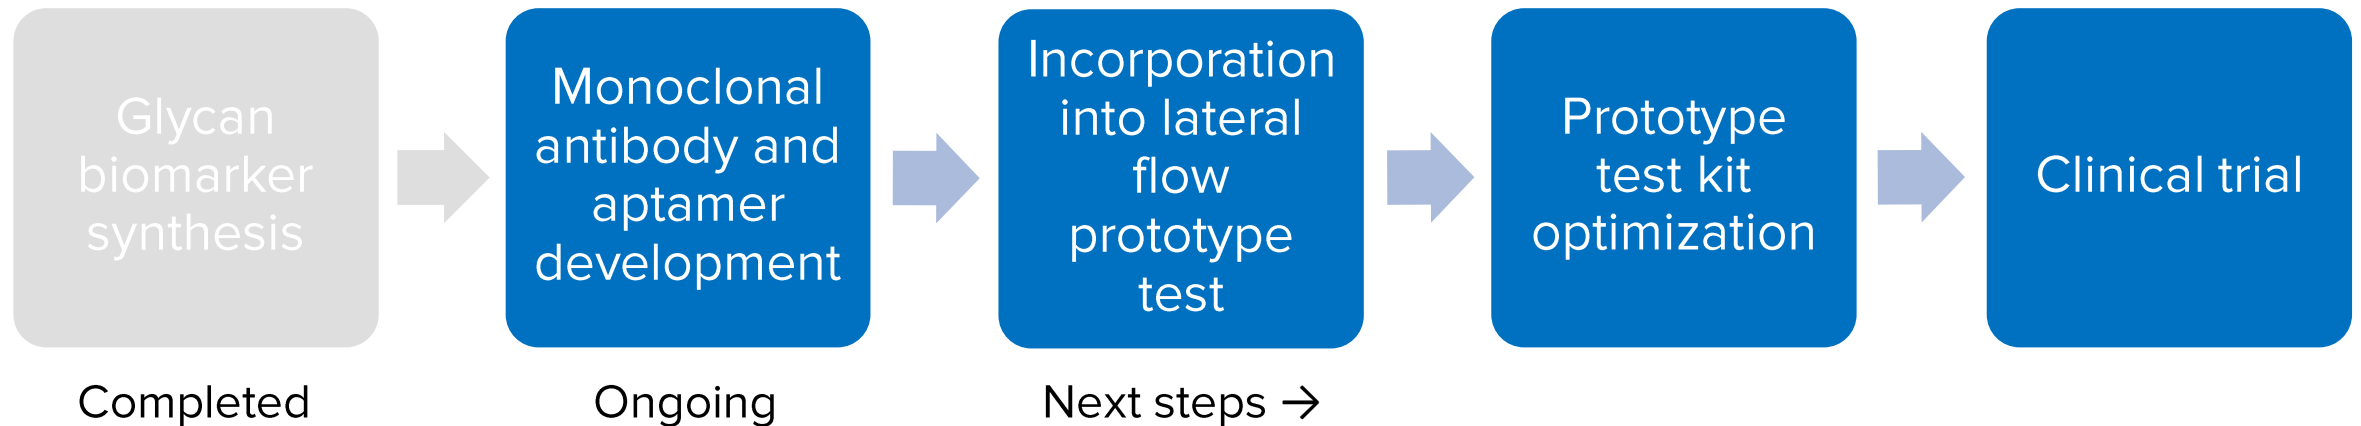 Glycan
biomarker
synthesis
Monoclonal
antibody and
aptamer
development
Incorporation
into lateral
flow
prototype
test
Prototype
test kit
optimization
Clinical trial
Completed
Ongoing
Next steps →